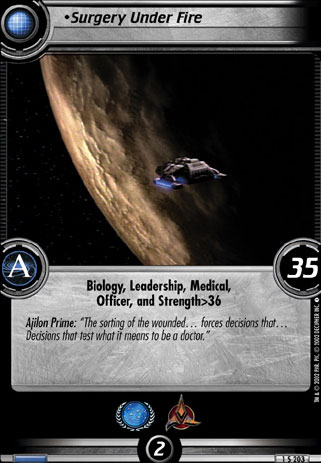 •Surgery Under Fire
A
35
Biology, Leadership, Medical,
Officer, and Strength>36
Ajilon Prime: “The sorting of the wounded… forces decisions that…
Decisions that test what it means to be a doctor.”
TM & © 2002 PAR. PIC. © 2002 DECIPHER INC.
2
1 S 203